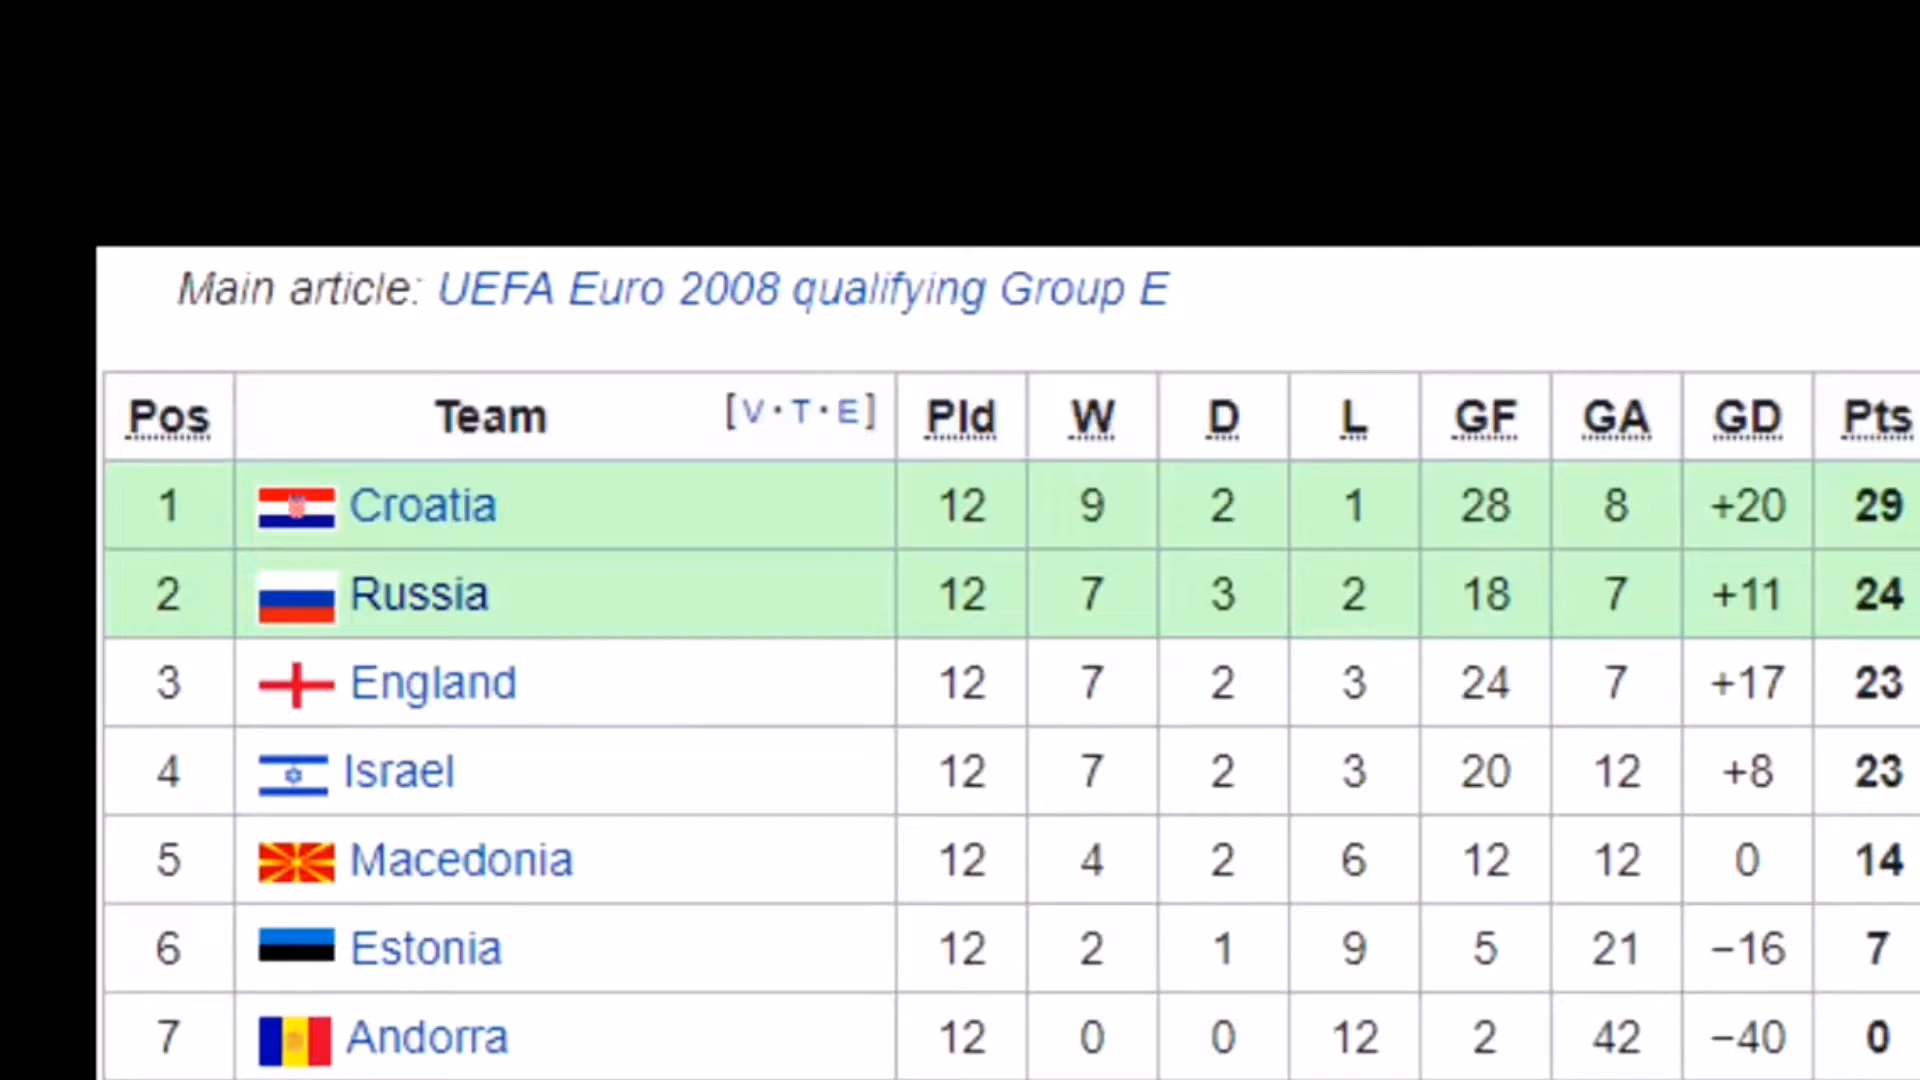 Main article: UEFA Euro 2008 qualifying Group E
Pos Team [V·T·E] Pld W D L GF GA GD Pts
1 Croatia 12 9 2 1 28 8 +20 29
2 Russia 12 7 3 2 18 7 +11 24
3 England 12 7 2 3 24 7 +17 23
4 Israel 12 7 2 3 20 12 +8 23
5 Macedonia 12 4 2 6 12 12 0 14
6 Estonia 12 2 1 9 5 21 −16 7
7 Andorra 12 0 0 12 2 42 −40 0